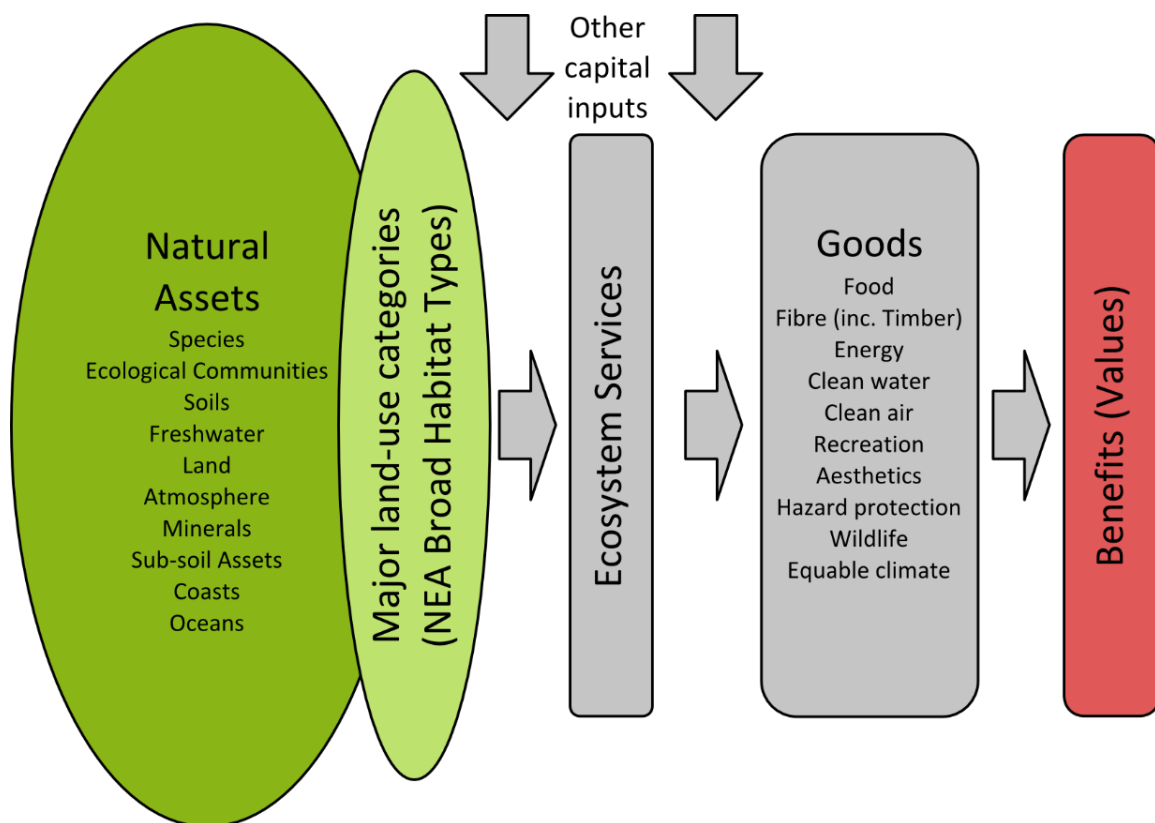 Other
capital
inputs
Natural
Assets
Species
Ecological Communities
Soils
Freshwater
Land
Atmosphere
Minerals
Sub-soil Assets
Coasts
Oceans
Major land-use categories
(NEA Broad Habitat Types)
Ecosystem Services
Goods
Food
Fibre (inc. Timber)
Energy
Clean water
Clean air
Recreation
Aesthetics
Hazard protection
Wildlife
Equable climate
Benefits (Values)